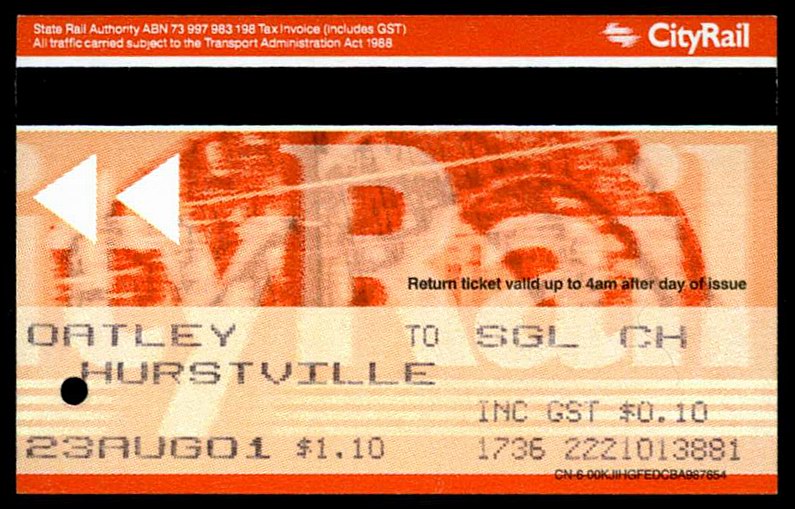 State Rail Authority ABN 73 997 983 198 Tax Invoice (includes GST)
All traffic carried subject to the Transport Administration Act 1988
CityRail
ityRail
Return ticket valid up to 4am after day of issue
OATLEY TO SGL CH
HURSTVILLE
INC GST $0.10
23AUG01 $1.10 1736 2221013881
CN-6-00KJIHGFEDCBA987654